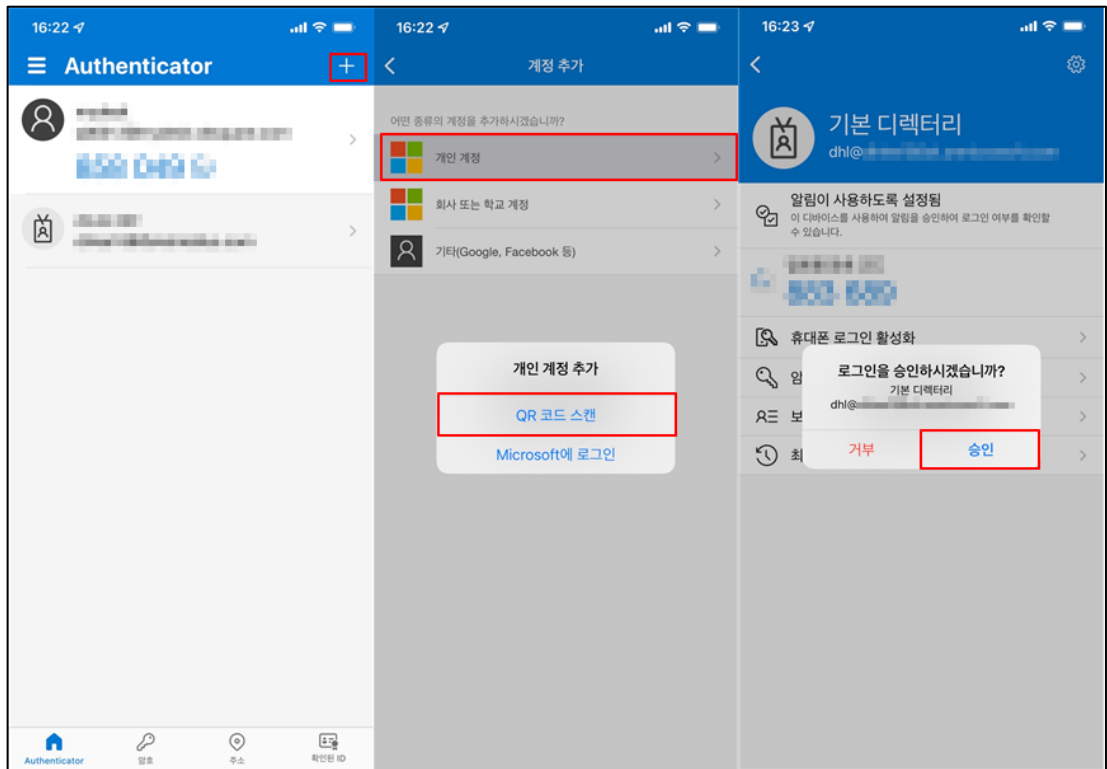 16:22
Authenticator
Authenticator
암호
주소
확인된 ID
16:22
계정 추가
어떤 종류의 계정을 추가하시겠습니까?
개인 계정
회사 또는 학교 계정
기타(Google, Facebook 등)
개인 계정 추가
QR 코드 스캔
Microsoft에 로그인
16:23
기본 디렉터리
dhl@
알림이 사용하도록 설정됨
이 디바이스를 사용하여 알림을 승인하여 로그인 여부를 확인할
수 있습니다.
휴대폰 로그인 활성화
암
보
최
로그인을 승인하시겠습니까?
기본 디렉터리
dhl@
거부
승인